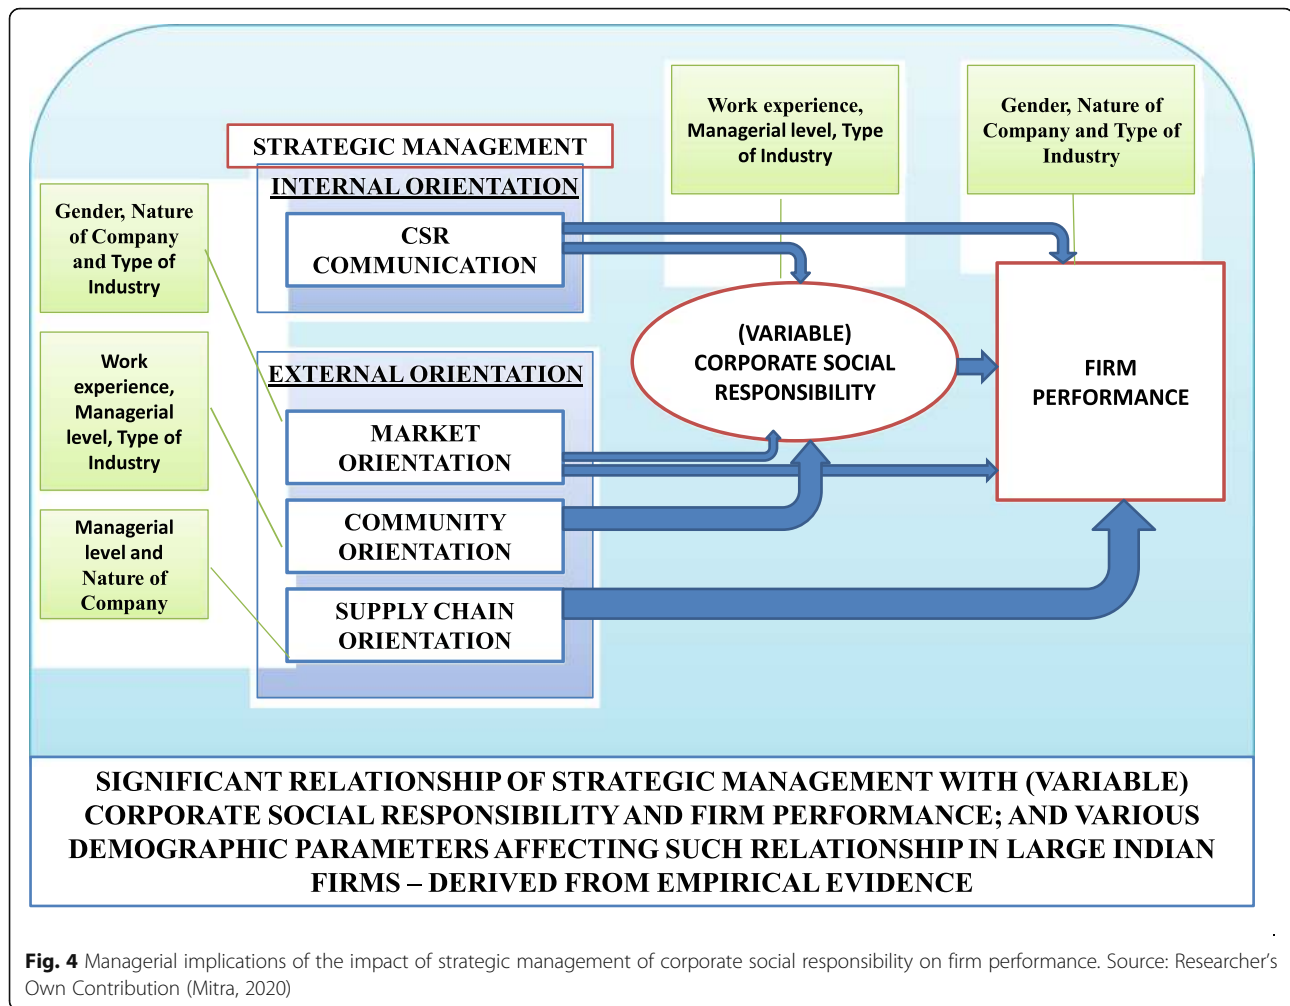 Work experience,
Managerial level, Type
of Industry
Gender, Nature of
Company and Type of
Industry
STRATEGIC MANAGEMENT
INTERNAL ORIENTATION
CSR
COMMUNICATION
Gender, Nature
of Company
and Type of
Industry
(VARIABLE)
CORPORATE SOCIAL
RESPONSIBILITY
FIRM
PERFORMANCE
Work
experience,
Managerial
level, Type of
Industry
EXTERNAL ORIENTATION
MARKET
ORIENTATION
COMMUNITY
ORIENTATION
Managerial
level and
Nature of
Company
SUPPLY CHAIN
ORIENTATION
SIGNIFICANT RELATIONSHIP OF STRATEGIC MANAGEMENT WITH (VARIABLE)
CORPORATE SOCIAL RESPONSIBILITY AND FIRM PERFORMANCE; AND VARIOUS
DEMOGRAPHIC PARAMETERS AFFECTING SUCH RELATIONSHIP IN LARGE INDIAN
FIRMS – DERIVED FROM EMPIRICAL EVIDENCE
.
Fig. 4 Managerial implications of the impact of strategic management of corporate social responsibility on firm performance. Source: Researcher's
Own Contribution (Mitra, 2020)